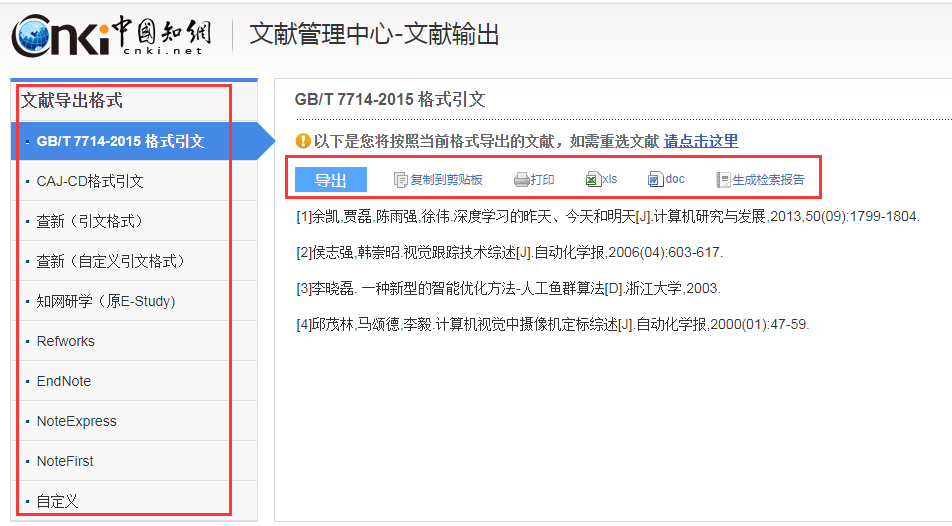 Cnki 中國知網
cnki.net
文献管理中心-文献输出
文献导出格式
GB/T 7714-2015 格式引文
CAJ-CD格式引文
查新（引文格式）
查新（自定义引文格式）
知网研学（原E-Study）
Refworks
EndNote
NoteExpress
NoteFirst
自定义
GB/T 7714-2015 格式引文
以下是您将按照当前格式导出的文献，如需重选文献 请点击这里
导出 复制到剪贴板 打印 xls doc 生成检索报告
[1]余凯,贾磊,陈雨强,徐伟.深度学习的昨天、今天和明天[J].计算机研究与发展,2013,50(09):1799-1804.
[2]侯志强,韩崇昭.视觉跟踪技术综述[J].自动化学报,2006(04):603-617.
[3]李晓磊. 一种新型的智能优化方法-人工鱼群算法[D].浙江大学,2003.
[4]邱茂林,马颂德,李毅.计算机视觉中摄像机定标综述[J].自动化学报,2000(01):47-59.